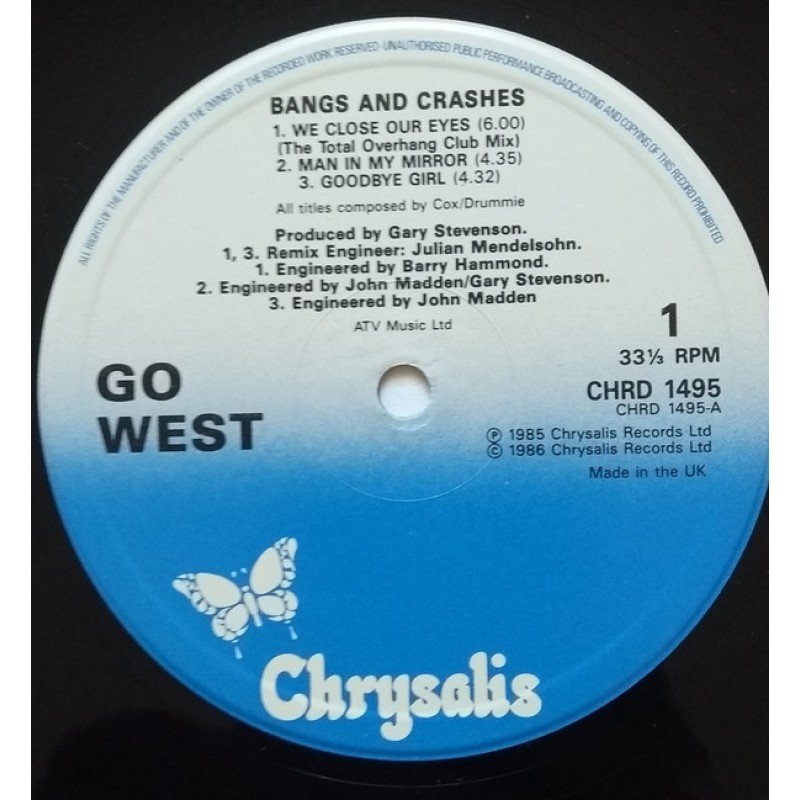 ALL RIGHTS OF THE MANUFACTURER AND OF THE OWNER OF THE RECORDED WORK RESERVED · UNAUTHORISED PUBLIC PERFORMANCE BROADCASTING AND COPYING OF THIS RECORD PROHIBITED
BANGS AND CRASHES
1. WE CLOSE OUR EYES (6.00)
(The Total Overhang Club Mix)
2. MAN IN MY MIRROR (4.35)
3. GOODBYE GIRL (4.32)
All titles composed by Cox/Drummie
Produced by Gary Stevenson.
1, 3. Remix Engineer: Julian Mendelsohn.
1. Engineered by Barry Hammond.
2. Engineered by John Madden/Gary Stevenson.
3. Engineered by John Madden
ATV Music Ltd
GO
WEST
1
33⅓ RPM
CHRD 1495
CHRD 1495-A
℗ 1985 Chrysalis Records Ltd
© 1986 Chrysalis Records Ltd
Made in the UK
Chrysalis